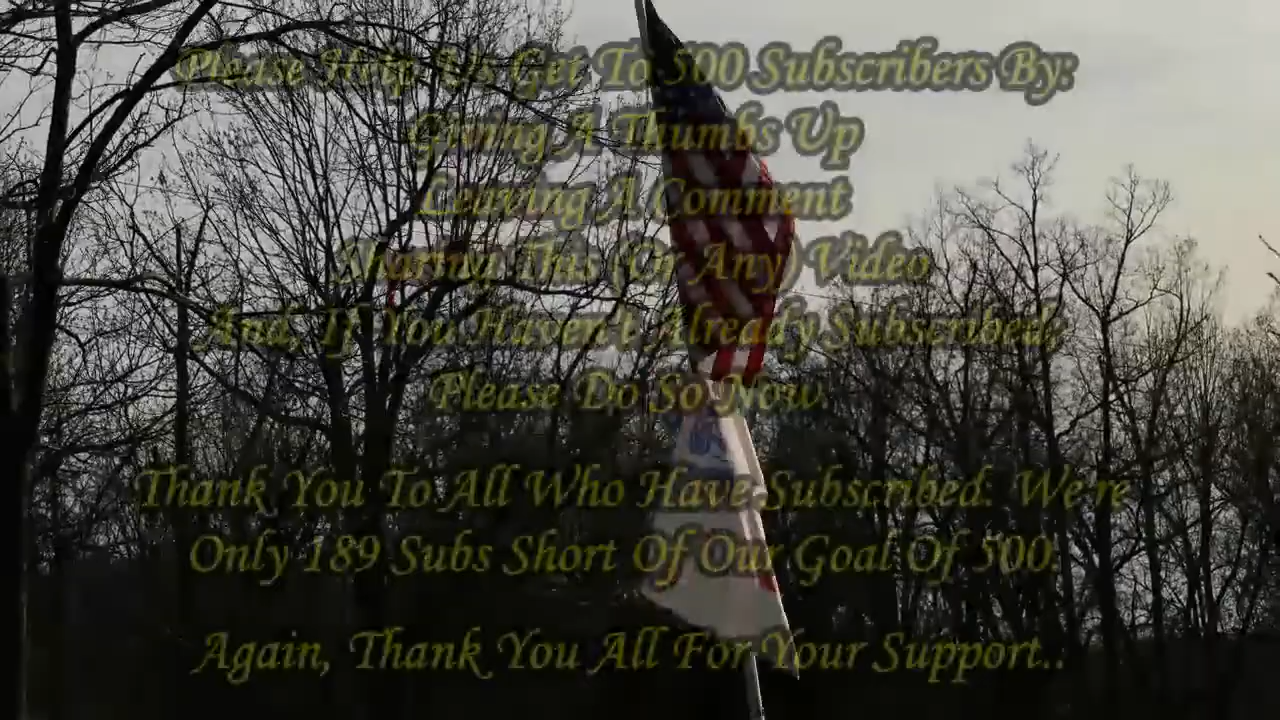 Please Help Us Get To 500 Subscribers By:
Giving A Thumbs Up
Leaving A Comment
Sharing This (Or Any) Video
And, If You Haven't Already Subscribed,
Please Do So Now.
Thank You To All Who Have Subscribed. We're
Only 189 Subs Short Of Our Goal Of 500.
Again, Thank You All For Your Support..